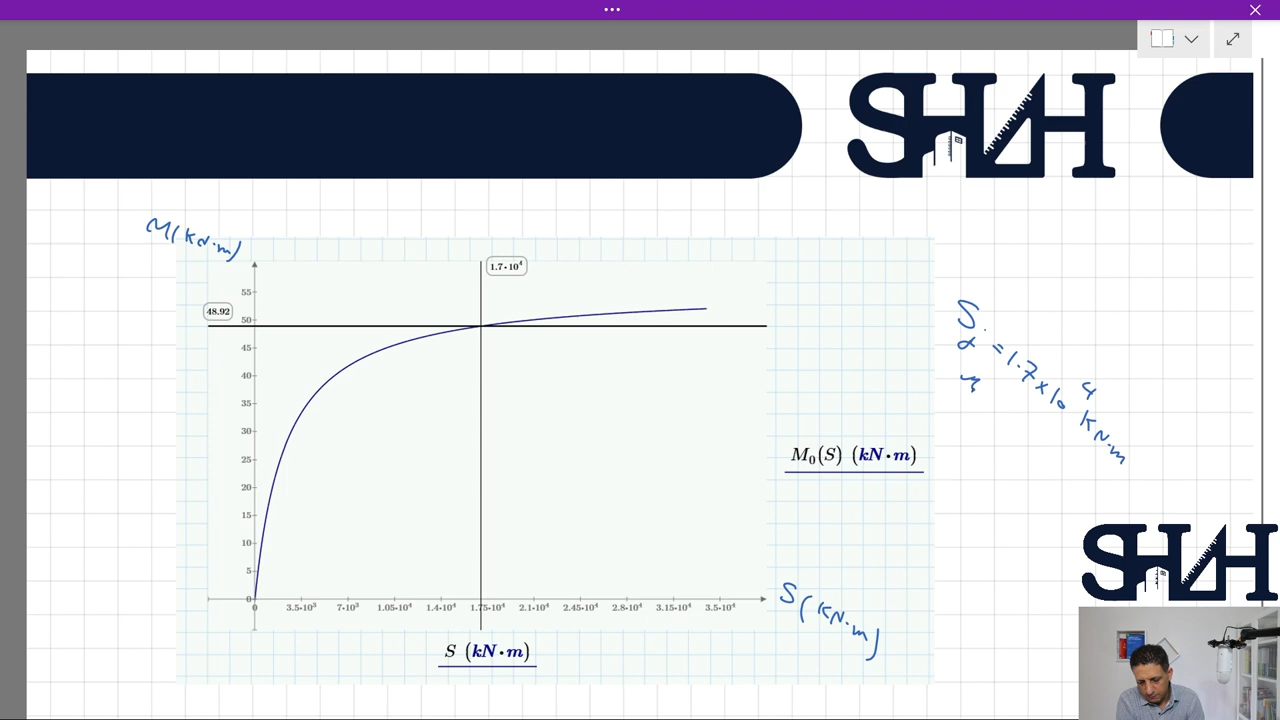 SHAH
M(kN·m)
1.7·10⁴
48.92
55
50
45
40
35
30
25
20
15
10
5
0
0 3.5·10³ 7·10³ 1.05·10⁴ 1.4·10⁴ 1.75·10⁴ 2.1·10⁴ 2.45·10⁴ 2.8·10⁴ 3.15·10⁴ 3.5·10⁴
S (kN·m)
M₀(S) (kN·m)
S(kN·m)
= 1.7 × 10⁴ kN·m
SHAH